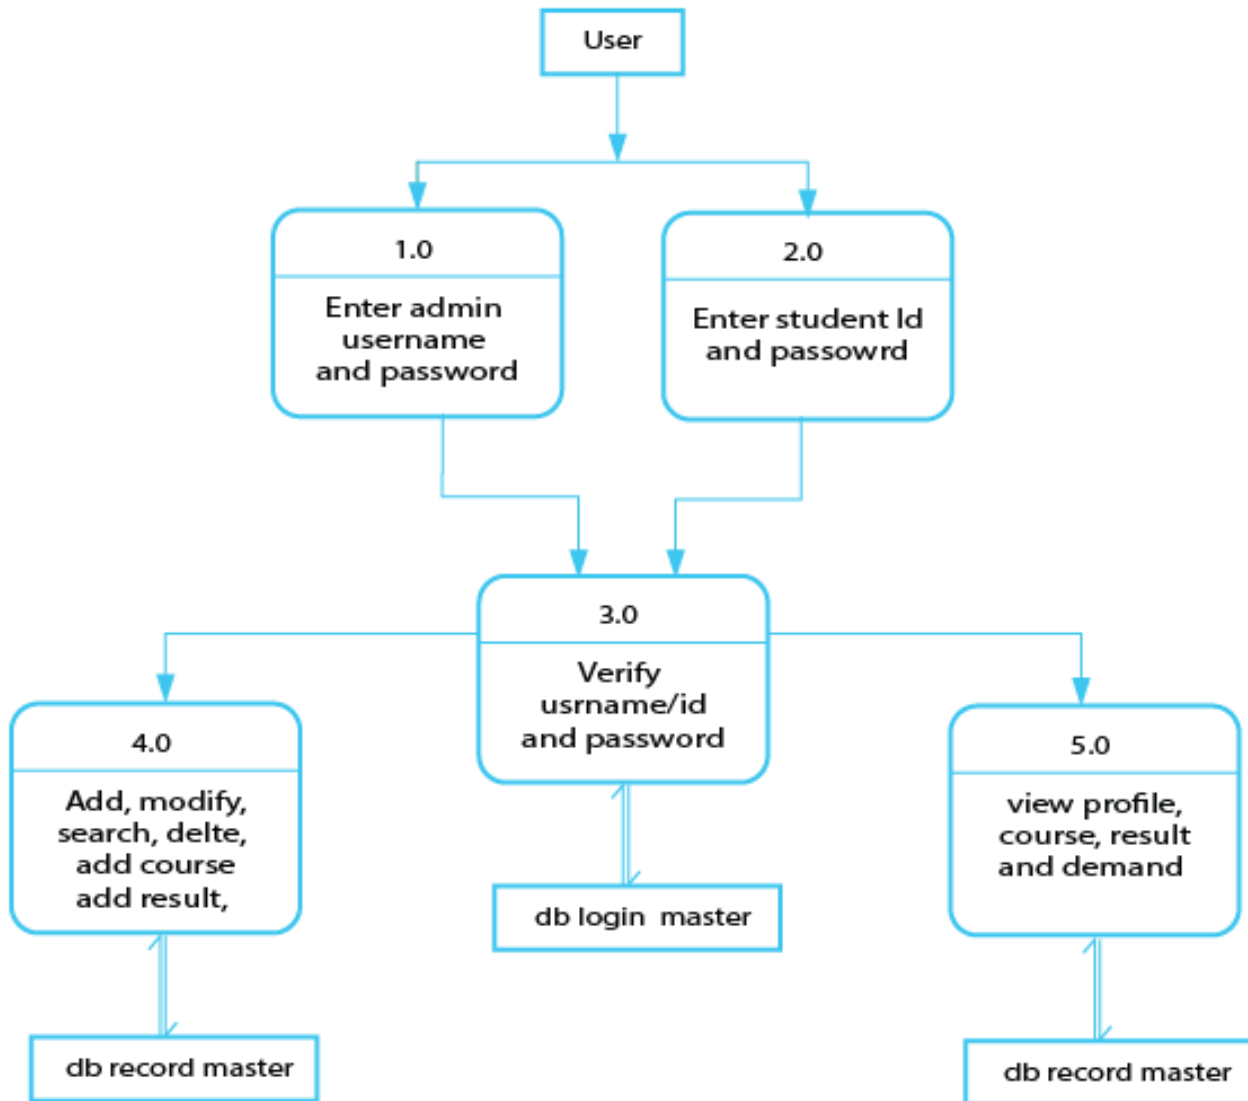 User
1.0
Enter admin
username
and password
2.0
Enter student Id
and passowrd
3.0
Verify
usrname/id
and password
4.0
Add, modify,
search, delte,
add course
add result,
5.0
view profile,
course, result
and demand
db login master
db record master
db record master